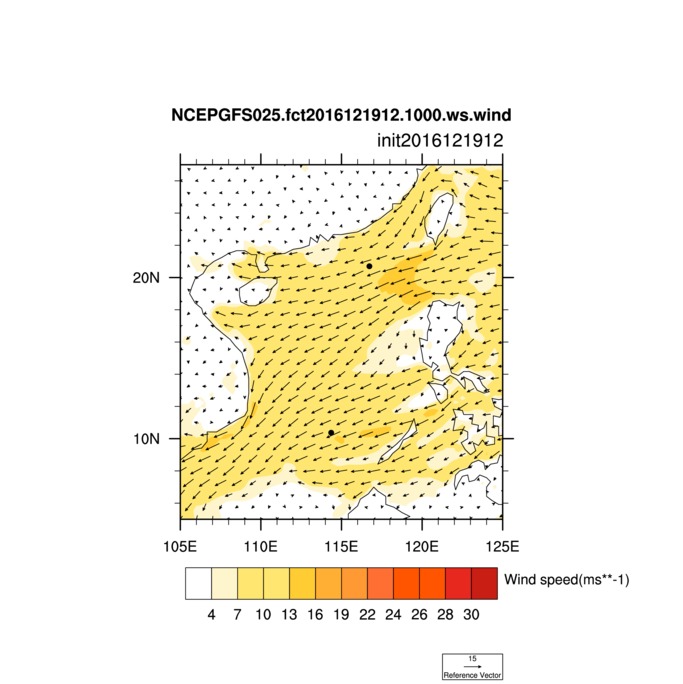 NCEPGFS025.fct2016121912.1000.ws.wind
init2016121912
20N
10N
105E 110E 115E 120E 125E
4 7 10 13 16 19 22 24 26 28 30
Wind speed(ms**-1)
15
Reference Vector